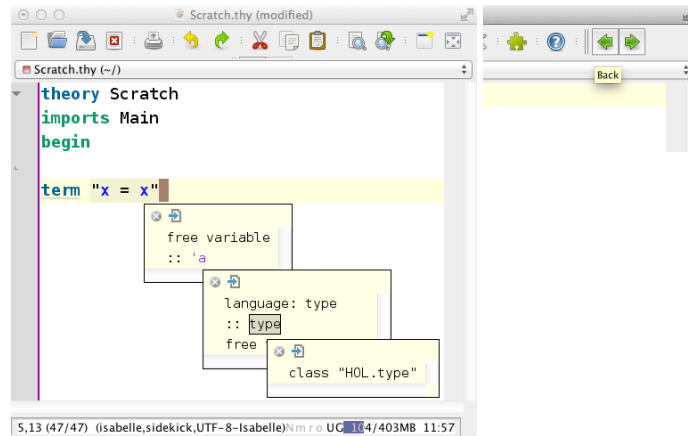 Scratch.thy (modified)
Scratch.thy (~/)
Back
theory Scratch
imports Main
begin
term "x = x"
free variable
:: 'a
language: type
:: type
free
class "HOL.type"
5,13 (47/47) (isabelle,sidekick,UTF-8-Isabelle)N m r o UG 104/403MB 11:57